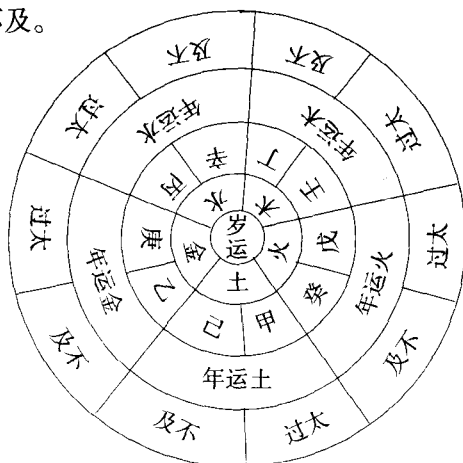 不及。
岁
运
木
火
土
金
水
丁
壬
戊
癸
甲
己
乙
庚
丙
辛
年运木
年运火
年运土
年运金
年运水
及不
过太
过太
及不
过太
及不
及不
过太
过太
及不